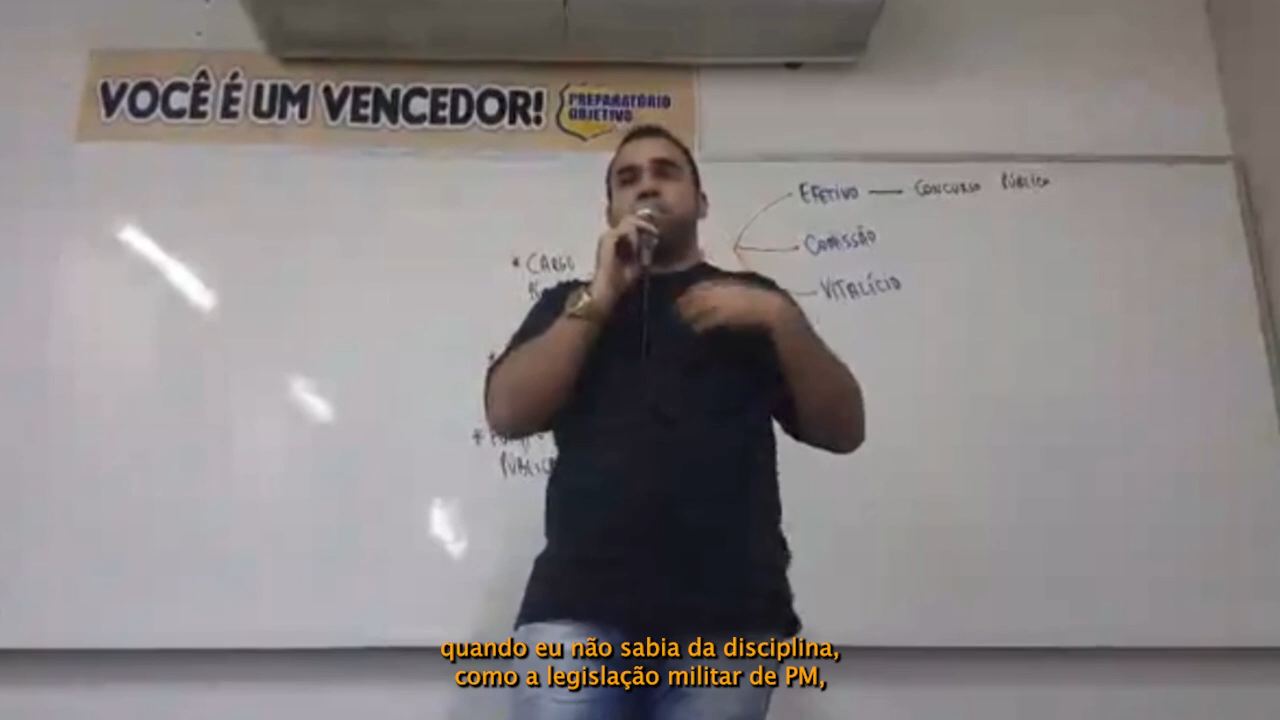 VOCÊ É UM VENCEDOR!
PREPARATÓRIO
OBJETIVO
EFETIVO — CONCURSO PÚBLICO
COMISSÃO
* CARGO
VITALÍCIO
quando eu não sabia da disciplina,
como a legislação militar de PM,